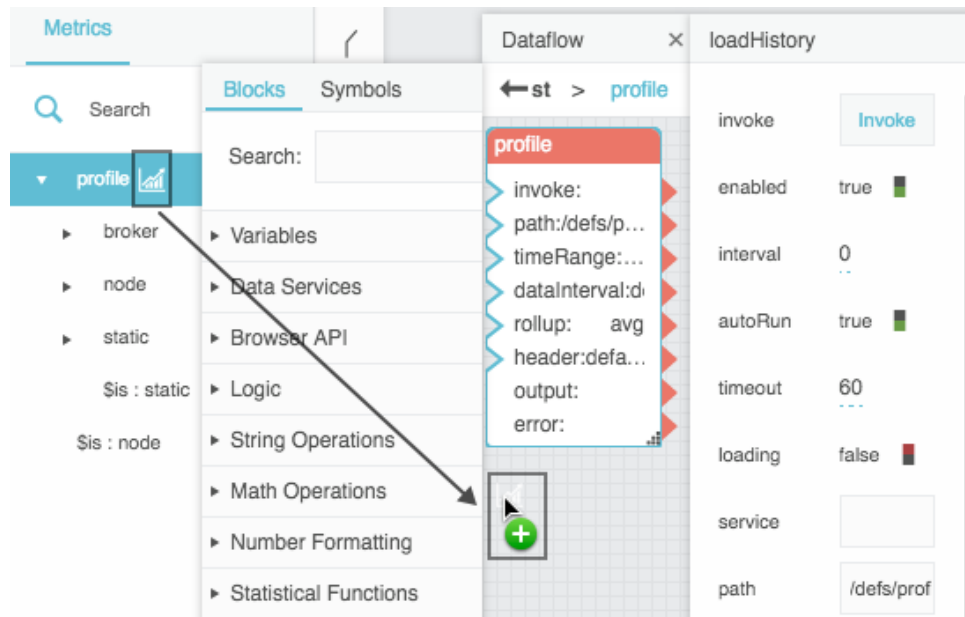 Metrics
Search
profile
broker
node
static
$is : static
$is : node
Blocks
Symbols
Search:
Variables
Data Services
Browser API
Logic
String Operations
Math Operations
Number Formatting
Statistical Functions
Dataflow
st > profile
profile
invoke:
path:/defs/p...
timeRange:...
dataInterval:d
rollup: avg
header:defa...
output:
error:
loadHistory
invoke Invoke
enabled true
interval 0
autoRun true
timeout 60
loading false
service
path /defs/prof